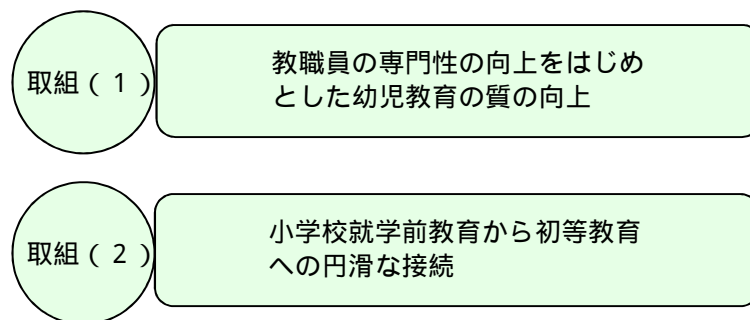 取組（１）
教職員の専門性の向上をはじめ
とした幼児教育の質の向上
取組（２）
小学校就学前教育から初等教育
への円滑な接続